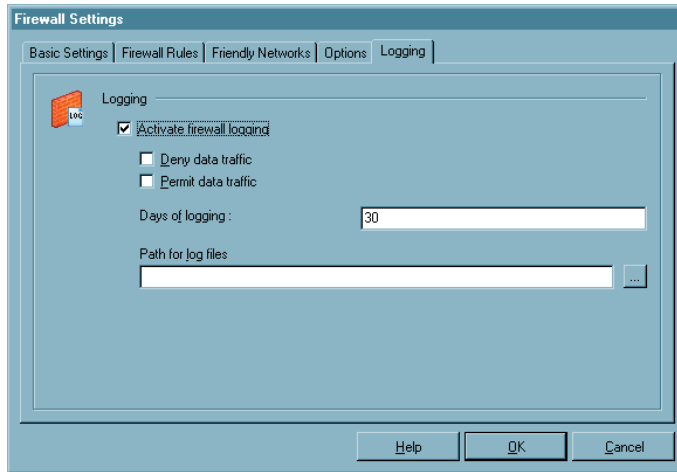 Firewall Settings
Basic Settings Firewall Rules Friendly Networks Options Logging
LOG
Logging
Activate firewall logging
Deny data traffic
Permit data traffic
Days of logging :
30
Path for log files
...
Help OK Cancel